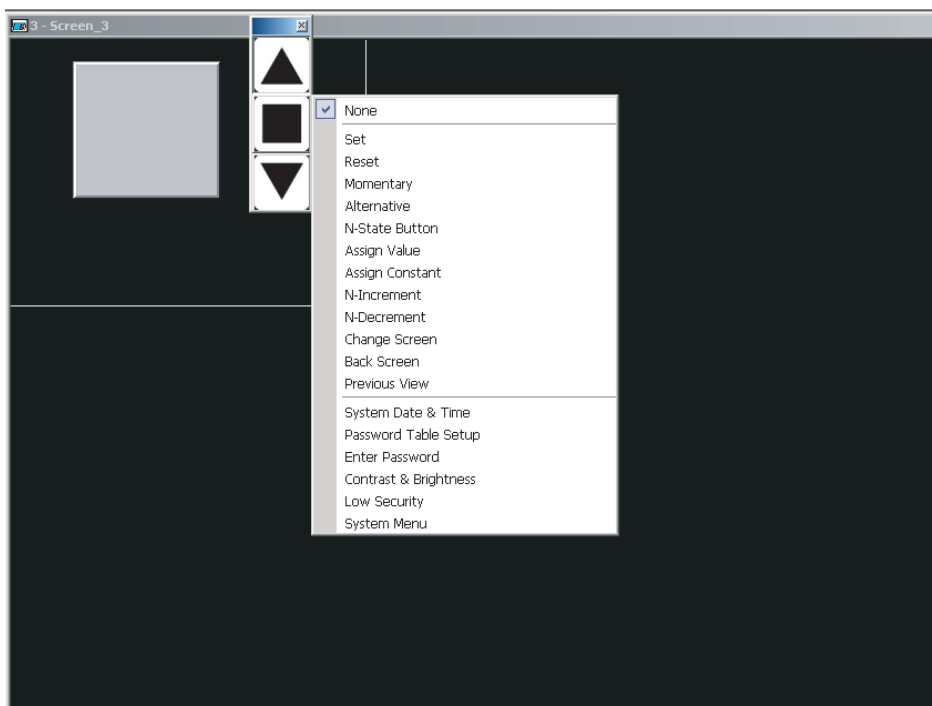 3 - Screen_3
None
Set
Reset
Momentary
Alternative
N-State Button
Assign Value
Assign Constant
N-Increment
N-Decrement
Change Screen
Back Screen
Previous View
System Date & Time
Password Table Setup
Enter Password
Contrast & Brightness
Low Security
System Menu